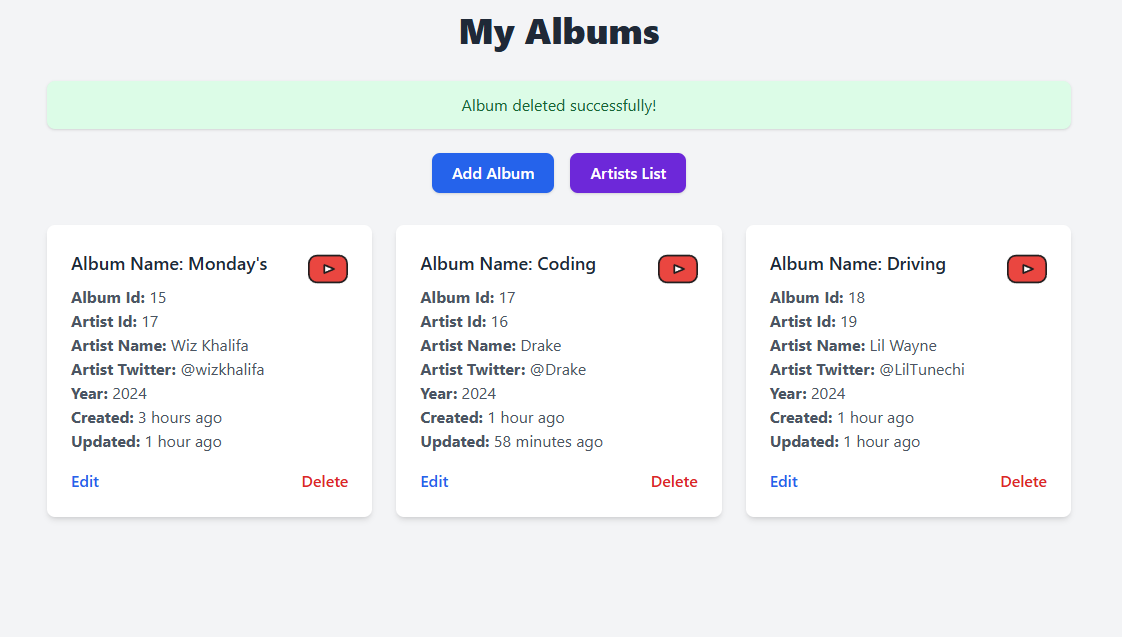 My Albums
Album deleted successfully!
Add Album
Artists List
Album Name: Monday's
Album Id: 15
Artist Id: 17
Artist Name: Wiz Khalifa
Artist Twitter: @wizkhalifa
Year: 2024
Created: 3 hours ago
Updated: 1 hour ago
Edit
Delete
Album Name: Coding
Album Id: 17
Artist Id: 16
Artist Name: Drake
Artist Twitter: @Drake
Year: 2024
Created: 1 hour ago
Updated: 58 minutes ago
Edit
Delete
Album Name: Driving
Album Id: 18
Artist Id: 19
Artist Name: Lil Wayne
Artist Twitter: @LilTunechi
Year: 2024
Created: 1 hour ago
Updated: 1 hour ago
Edit
Delete